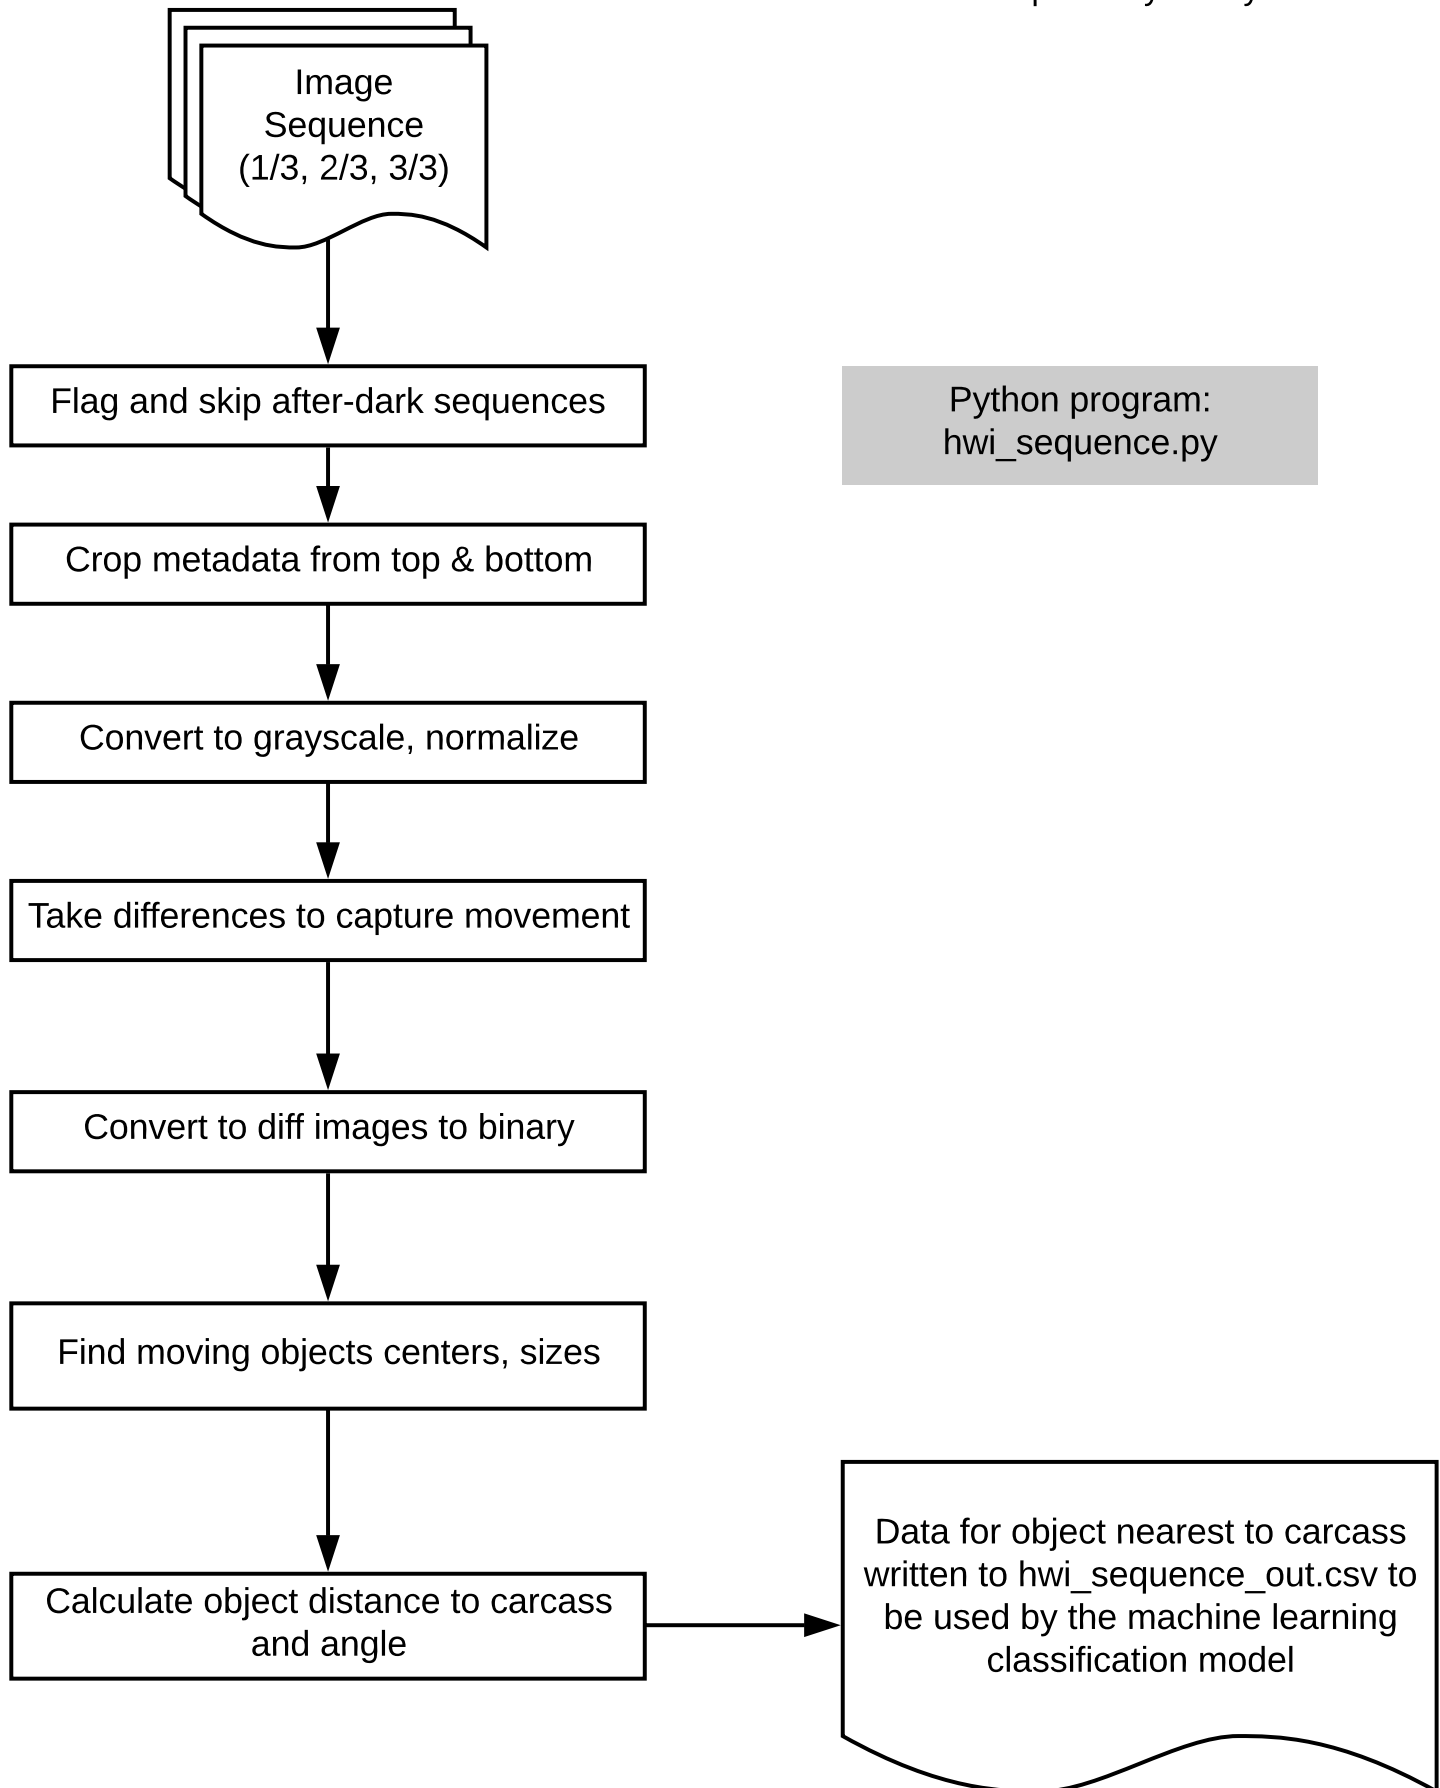 Image
Sequence
(1/3, 2/3, 3/3)
Flag and skip after-dark sequences
Python program:
hwi_sequence.py
Crop metadata from top & bottom
Convert to grayscale, normalize
Take differences to capture movement
Convert to diff images to binary
Find moving objects centers, sizes
Calculate object distance to carcass
and angle
Data for object nearest to carcass
written to hwi_sequence_out.csv to
be used by the machine learning
classification model